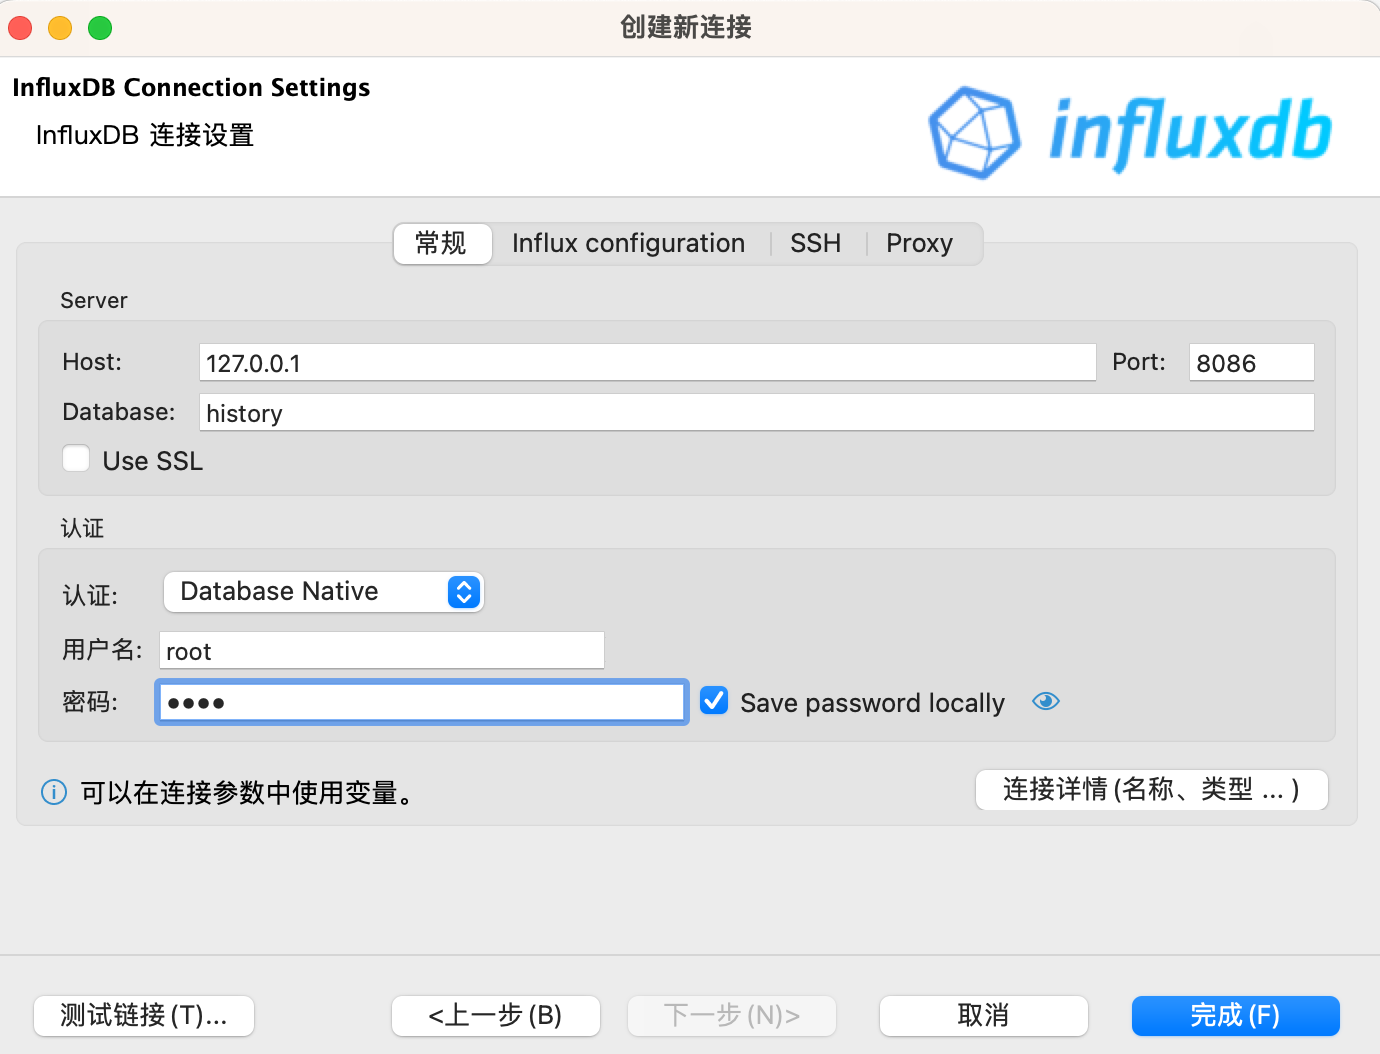 创建新连接
InfluxDB Connection Settings
InfluxDB 连接设置
influxdb
常规 Influx configuration SSH Proxy
Server
Host: 127.0.0.1 Port: 8086
Database: history
Use SSL
认证
认证: Database Native
用户名: root
密码: •••• Save password locally
可以在连接参数中使用变量。
连接详情(名称、类型 ... )
测试链接(T)... <上一步(B) 下一步(N)> 取消 完成(F)